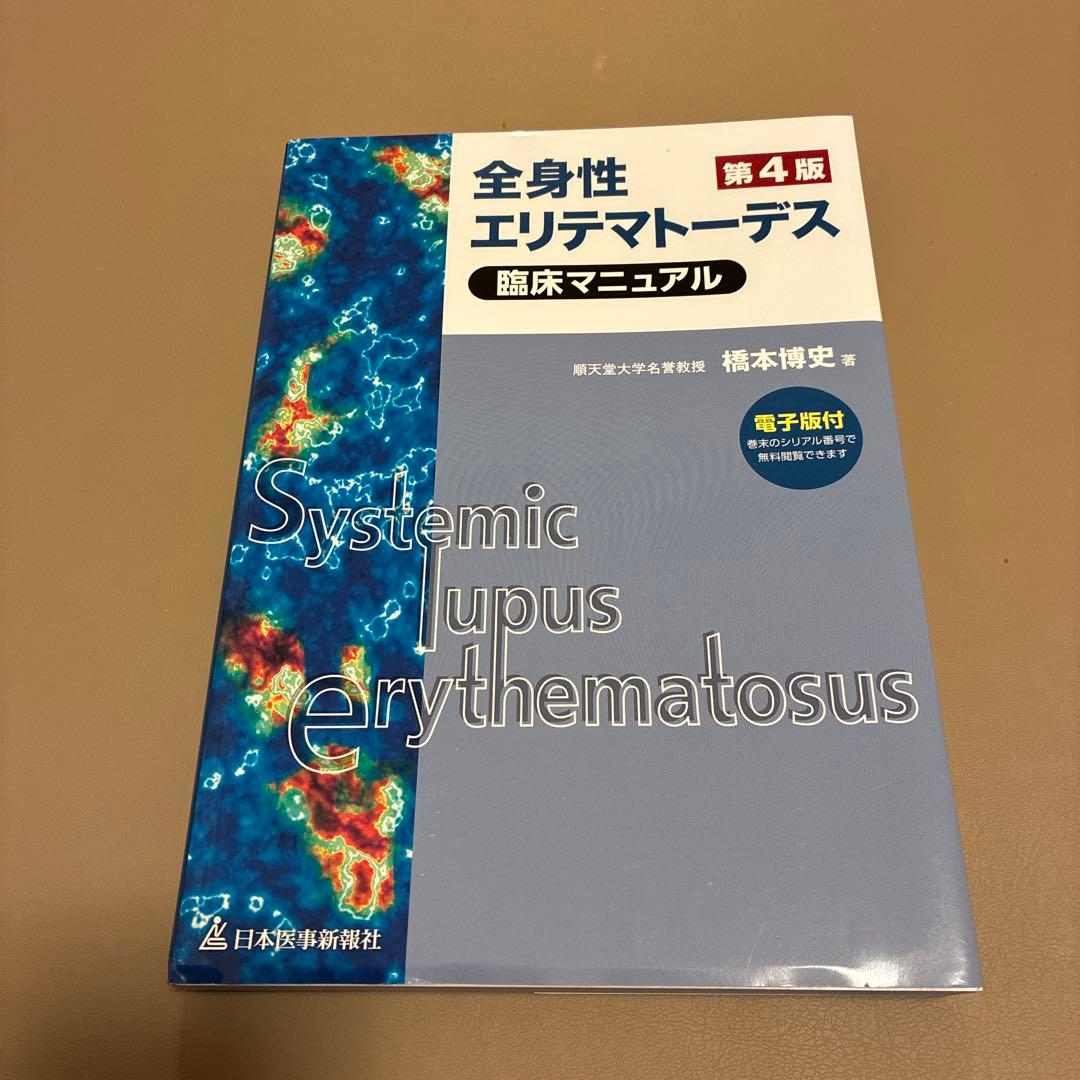 全身性
第4版
エリテマトーデス
臨床マニュアル
順天堂大学名誉教授 橋本博史 著
電子版付
巻末のシリアル番号で
無料閲覧できます
Systemic
lupus
erythematosus
日本医事新報社